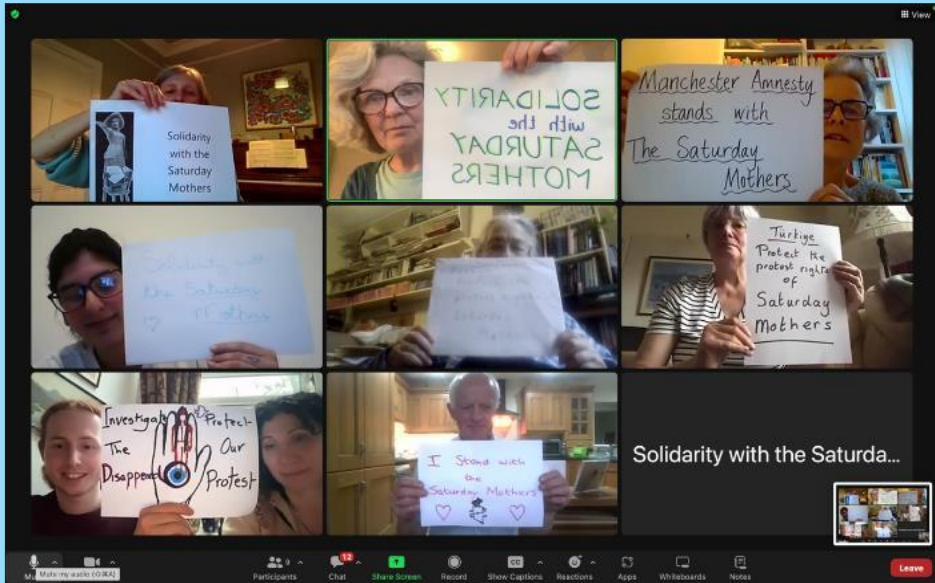 View
Solidarity
with the
Saturday
Mothers
SOLIDARITY
with the
SATURDAY
MOTHERS
Manchester Amnesty
stands with
The Saturday
Mothers
Solidarity with
the Saturday
Mothers
Türkiye
Protect the
protest rights
of
Saturday
Mothers
Investigate
The
Disappeared
Protect
Our
Protest
I Stand with
the
Saturday Mothers
Solidarity with the Saturda...
Mute my audio (⇧⌘A)
Participants
9
Chat
12
Share Screen
Record
Show Captions
CC
Reactions
Apps
Whiteboards
Notes
Leave